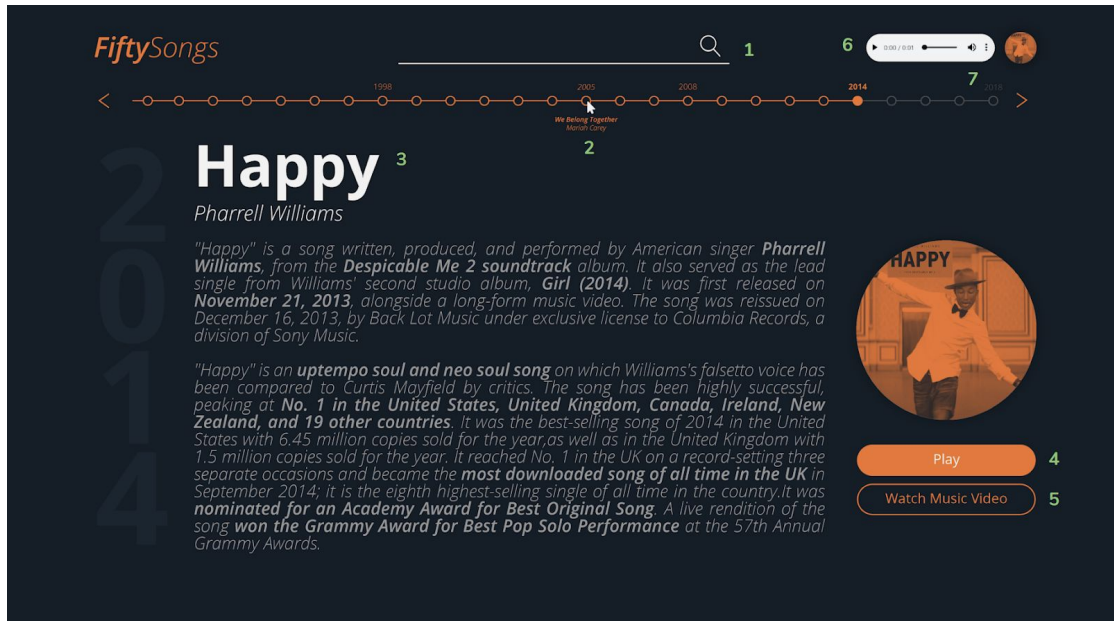 FiftySongs
1
6
0:00 / 0:01
7
1998
2005
2008
2014
2018
We Belong Together
Mariah Carey
2
2014
Happy
3
Pharrell Williams
"Happy" is a song written, produced, and performed by American singer Pharrell
Williams, from the Despicable Me 2 soundtrack album. It also served as the lead
single from Williams' second studio album, Girl (2014). It was first released on
November 21, 2013, alongside a long-form music video. The song was reissued on
December 16, 2013, by Back Lot Music under exclusive license to Columbia Records, a
division of Sony Music.
"Happy" is an uptempo soul and neo soul song on which Williams's falsetto voice has
been compared to Curtis Mayfield by critics. The song has been highly successful,
peaking at No. 1 in the United States, United Kingdom, Canada, Ireland, New
Zealand, and 19 other countries. It was the best-selling song of 2014 in the United
States with 6.45 million copies sold for the year,as well as in the United Kingdom with
1.5 million copies sold for the year. It reached No. 1 in the UK on a record-setting three
separate occasions and became the most downloaded song of all time in the UK in
September 2014; it is the eighth highest-selling single of all time in the country.It was
nominated for an Academy Award for Best Original Song. A live rendition of the
song won the Grammy Award for Best Pop Solo Performance at the 57th Annual
Grammy Awards.
HAPPY
Play
4
Watch Music Video
5